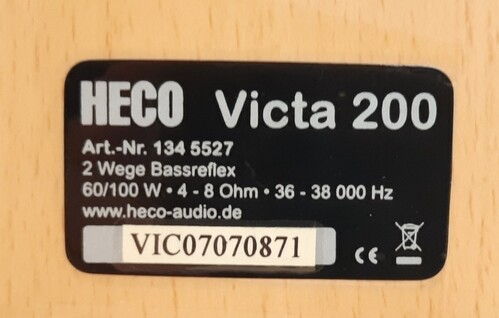 HECO Victa 200
Art.-Nr. 134 5527
2 Wege Bassreflex
60/100 W • 4 - 8 Ohm • 36 - 38 000 Hz
www.heco-audio.de
VIC07070871 CE